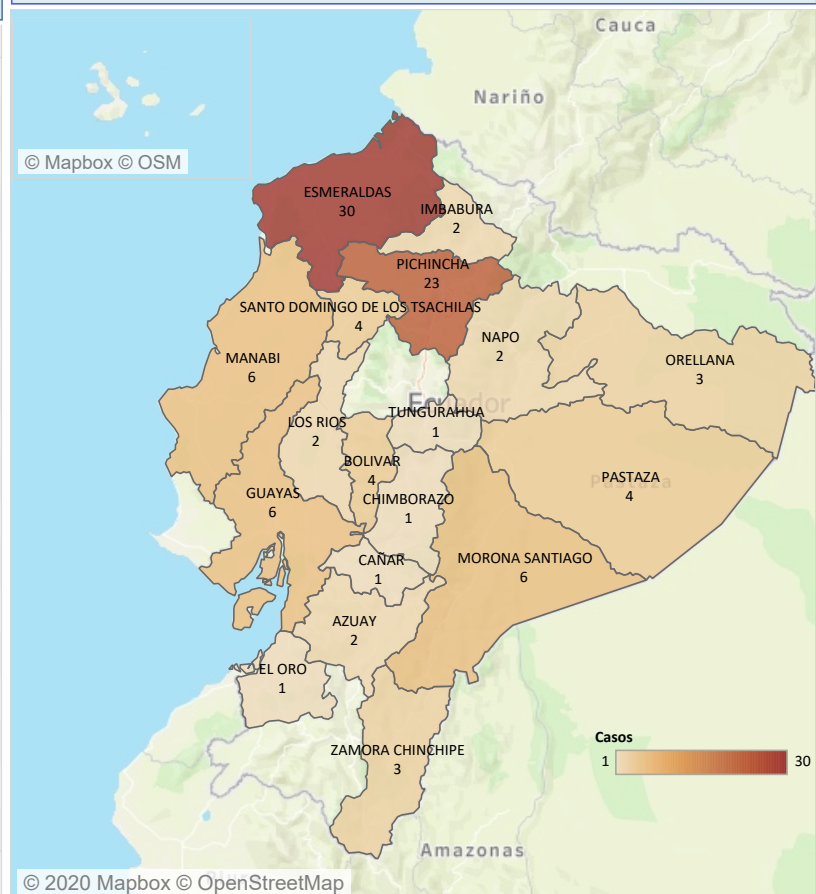 Cauca
Nariño
© Mapbox © OSM
ESMERALDAS
30
IMBABURA
2
PICHINCHA
23
SANTO DOMINGO DE LOS TSACHILAS
4
NAPO
2
MANABI
6
ORELLANA
3
Ecuador
TUNGURAHUA
1
LOS RIOS
2
BOLIVAR
4
PASTAZA
4
Pastaza
GUAYAS
6
CHIMBORAZO
1
CAÑAR
1
MORONA SANTIAGO
6
AZUAY
2
EL ORO
1
Casos
1
30
ZAMORA CHINCHIPE
3
Amazonas
© 2020 Mapbox © OpenStreetMap